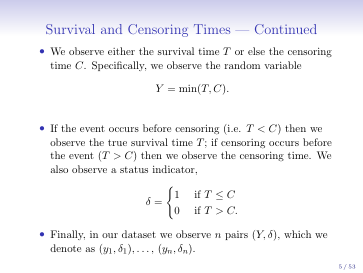 Survival and Censoring Times — Continued
• We observe either the survival time T or else the censoring
time C. Specifically, we observe the random variable
Y = min(T, C).
• If the event occurs before censoring (i.e. T < C) then we
observe the true survival time T; if censoring occurs before
the event (T > C) then we observe the censoring time. We
also observe a status indicator,
δ = { 1 if T ≤ C
0 if T > C.
• Finally, in our dataset we observe n pairs (Y, δ), which we
denote as (y₁, δ₁), . . . , (yₙ, δₙ).
5 / 53